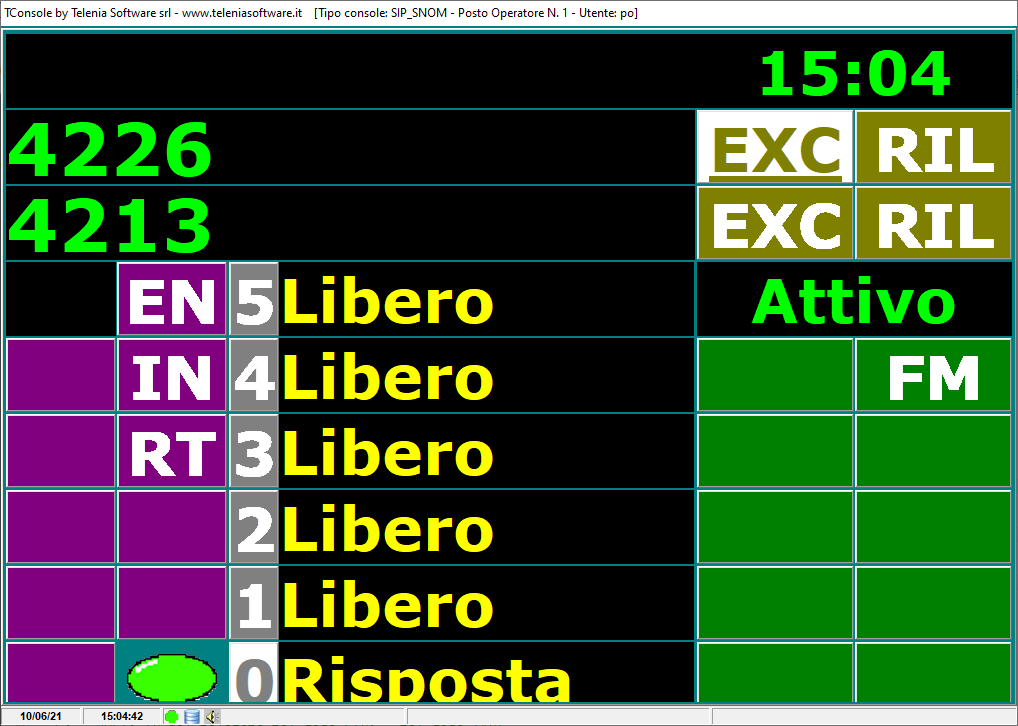 TConsole by Telenia Software srl - www.teleniasoftware.it [Tipo console: SIP_SNOM - Posto Operatore N. 1 - Utente: po]
15:04
4226 EXC RIL
4213 EXC RIL
EN 5 Libero Attivo
IN 4 Libero FM
RT 3 Libero
2 Libero
1 Libero
0 Risposta
10/06/21 15:04:42